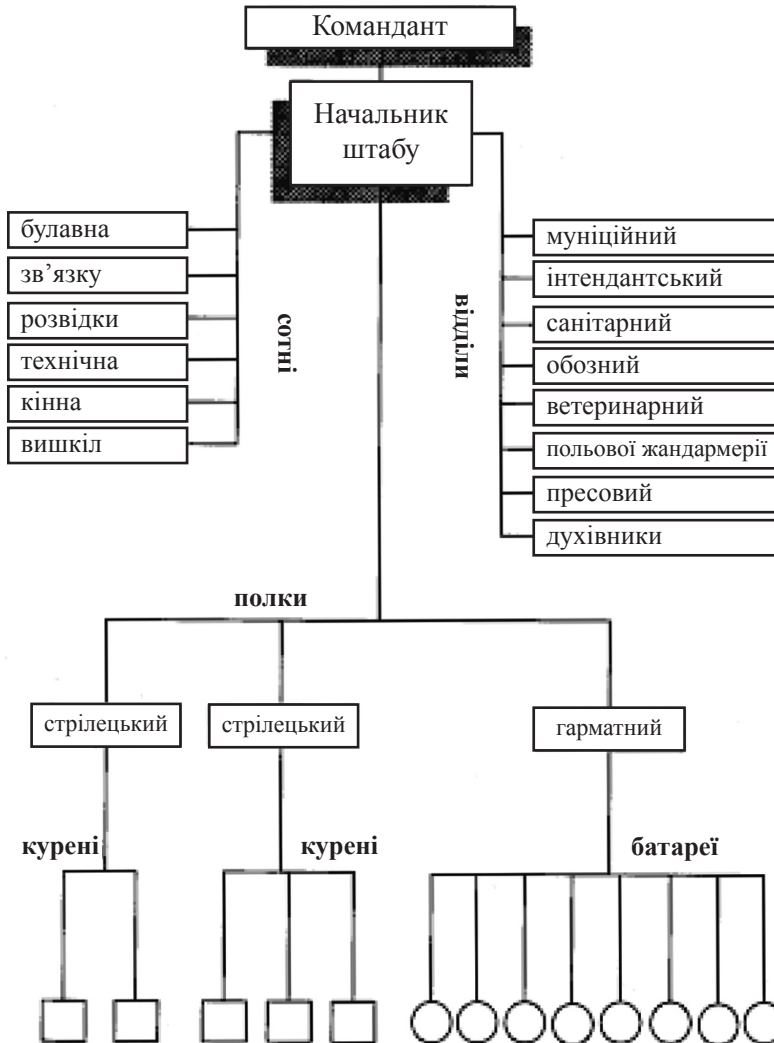 Командант
Начальник
штабу
булавна
зв’язку
розвідки
технічна
кінна
вишкіл
сотні
відділи
муніційний
інтендантський
санітарний
обозний
ветеринарний
польової жандармерії
пресовий
духівники
полки
стрілецький
стрілецький
гарматний
курені
курені
батареї